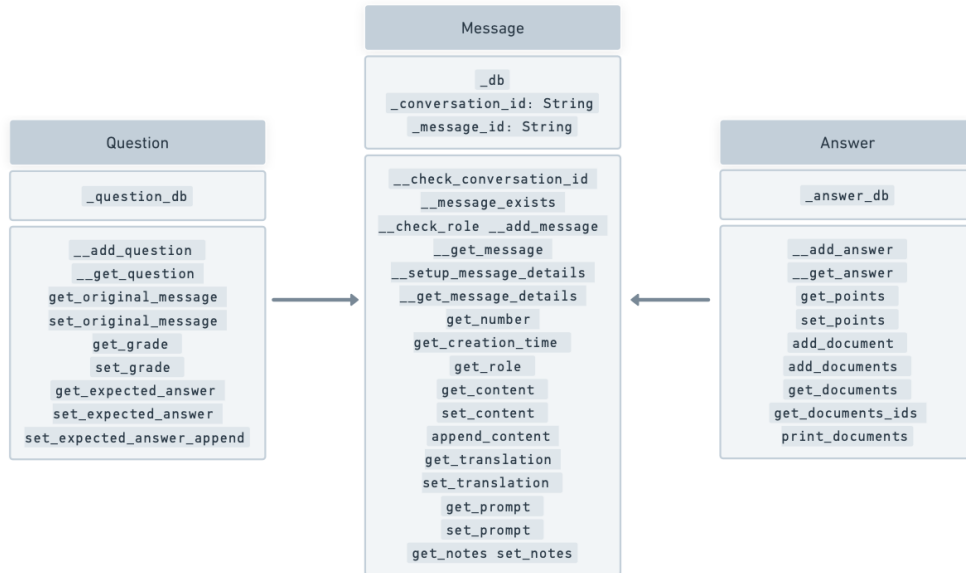 Message
_db
_conversation_id: String
_message_id: String
__check_conversation_id
__message_exists
__check_role __add_message
__get_message
__setup_message_details
__get_message_details
get_number
get_creation_time
get_role
get_content
set_content
append_content
get_translation
set_translation
get_prompt
set_prompt
get_notes set_notes
Question
_question_db
__add_question
__get_question
get_original_message
set_original_message
get_grade
set_grade
get_expected_answer
set_expected_answer
set_expected_answer_append
Answer
_answer_db
__add_answer
__get_answer
get_points
set_points
add_document
add_documents
get_documents
get_documents_ids
print_documents